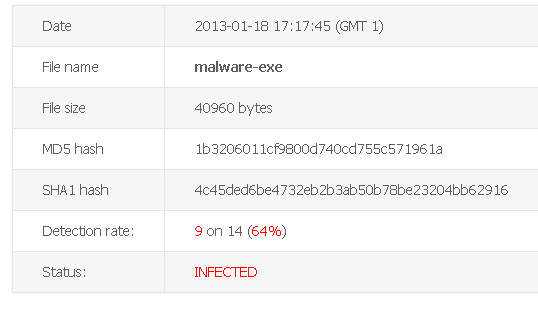 Date 2013-01-18 17:17:45 (GMT 1)
File name malware-exe
File size 40960 bytes
MD5 hash 1b3206011cf9800d740cd755c571961a
SHA1 hash 4c45ded6be4732eb2b3ab50b78be23204bb62916
Detection rate: 9 on 14 (64%)
Status: INFECTED